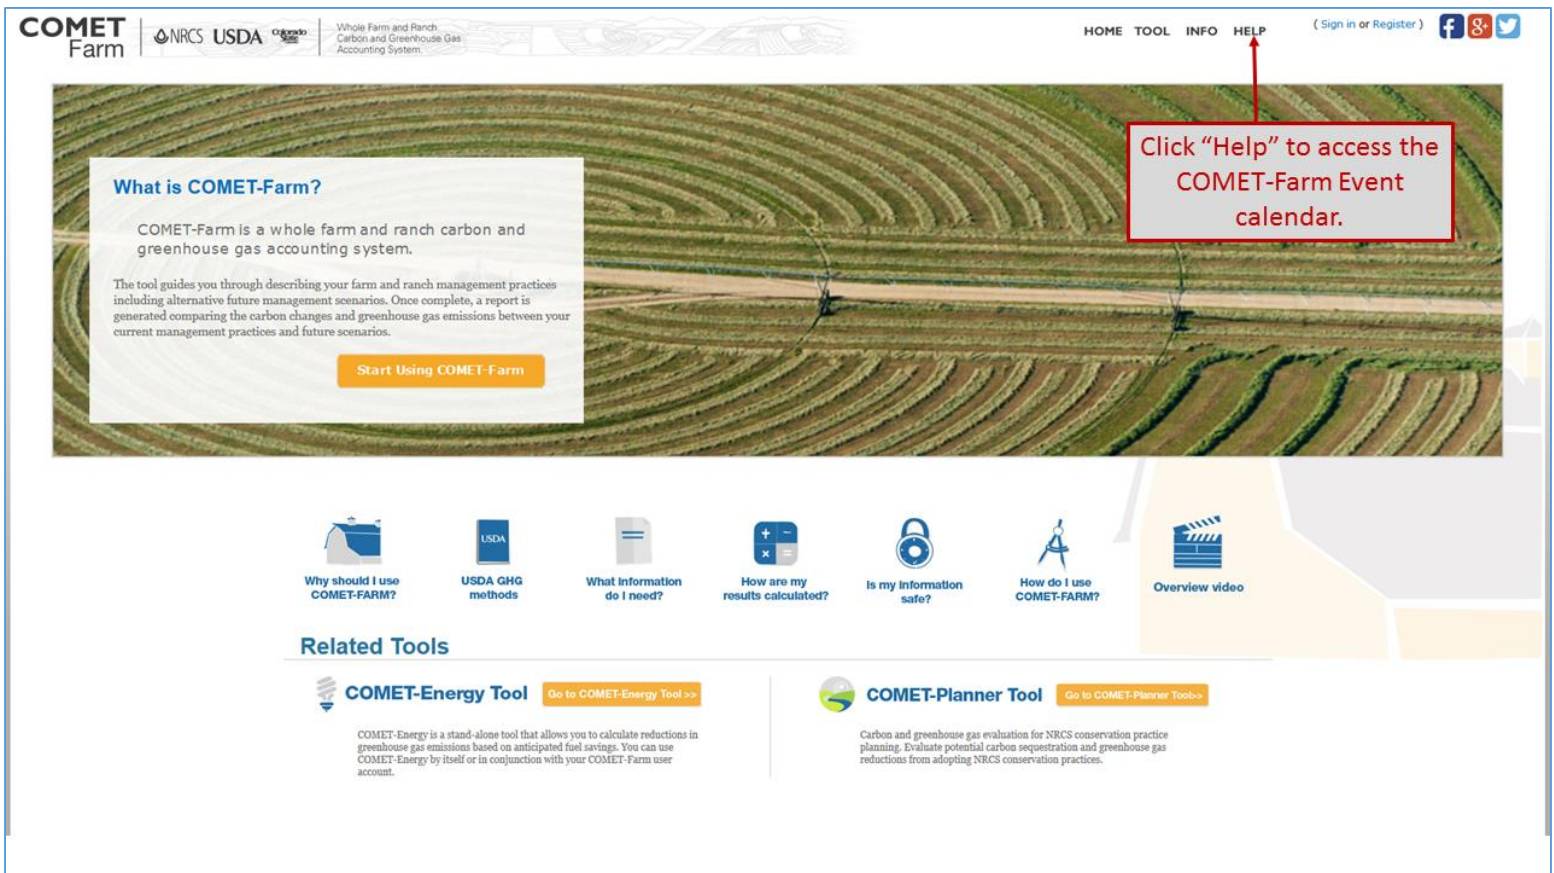 COMET
Farm
NRCS USDA Colorado State
Whole Farm and Ranch
Carbon and Greenhouse Gas
Accounting System.
HOME TOOL INFO HELP
( Sign in or Register )
f g+
Click “Help” to access the
COMET-Farm Event
calendar.
What is COMET-Farm?
COMET-Farm is a whole farm and ranch carbon and
greenhouse gas accounting system.
The tool guides you through describing your farm and ranch management practices
including alternative future management scenarios. Once complete, a report is
generated comparing the carbon changes and greenhouse gas emissions between your
current management practices and future scenarios.
Start Using COMET-Farm
USDA
+ − × =
Why should I use
COMET-FARM?
USDA GHG
methods
What information
do I need?
How are my
results calculated?
Is my information
safe?
How do I use
COMET-FARM?
Overview video
Related Tools
COMET-Energy Tool Go to COMET-Energy Tool >>
COMET-Energy is a stand-alone tool that allows you to calculate reductions in
greenhouse gas emissions based on anticipated fuel savings. You can use
COMET-Energy by itself or in conjunction with your COMET-Farm user
account.
COMET-Planner Tool Go to COMET-Planner Tool>>
Carbon and greenhouse gas evaluation for NRCS conservation practice
planning. Evaluate potential carbon sequestration and greenhouse gas
reductions from adopting NRCS conservation practices.